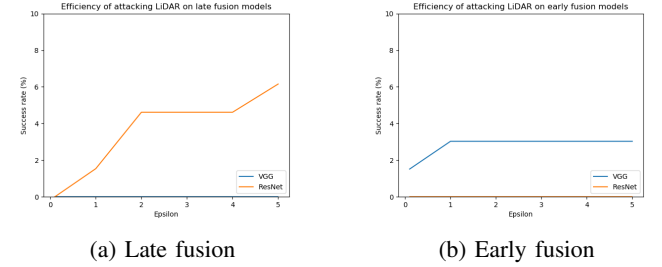 Efficiency of attacking LiDAR on late fusion models
10
8
6
4
2
0
Success rate (%)
0 1 2 3 4 5
Epsilon
VGG
ResNet
(a) Late fusion
Efficiency of attacking LiDAR on early fusion models
10
8
6
4
2
0
Success rate (%)
0 1 2 3 4 5
Epsilon
VGG
ResNet
(b) Early fusion